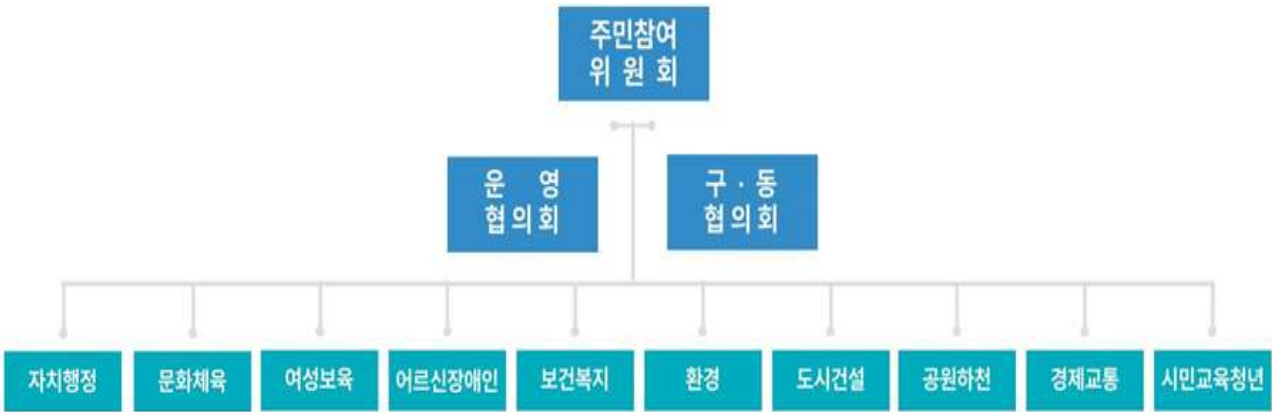 주민참여
위 원 회
운 영
협의회
구 · 동
협의회
자치행정
문화체육
여성보육
어르신장애인
보건복지
환경
도시건설
공원하천
경제교통
시민교육청년